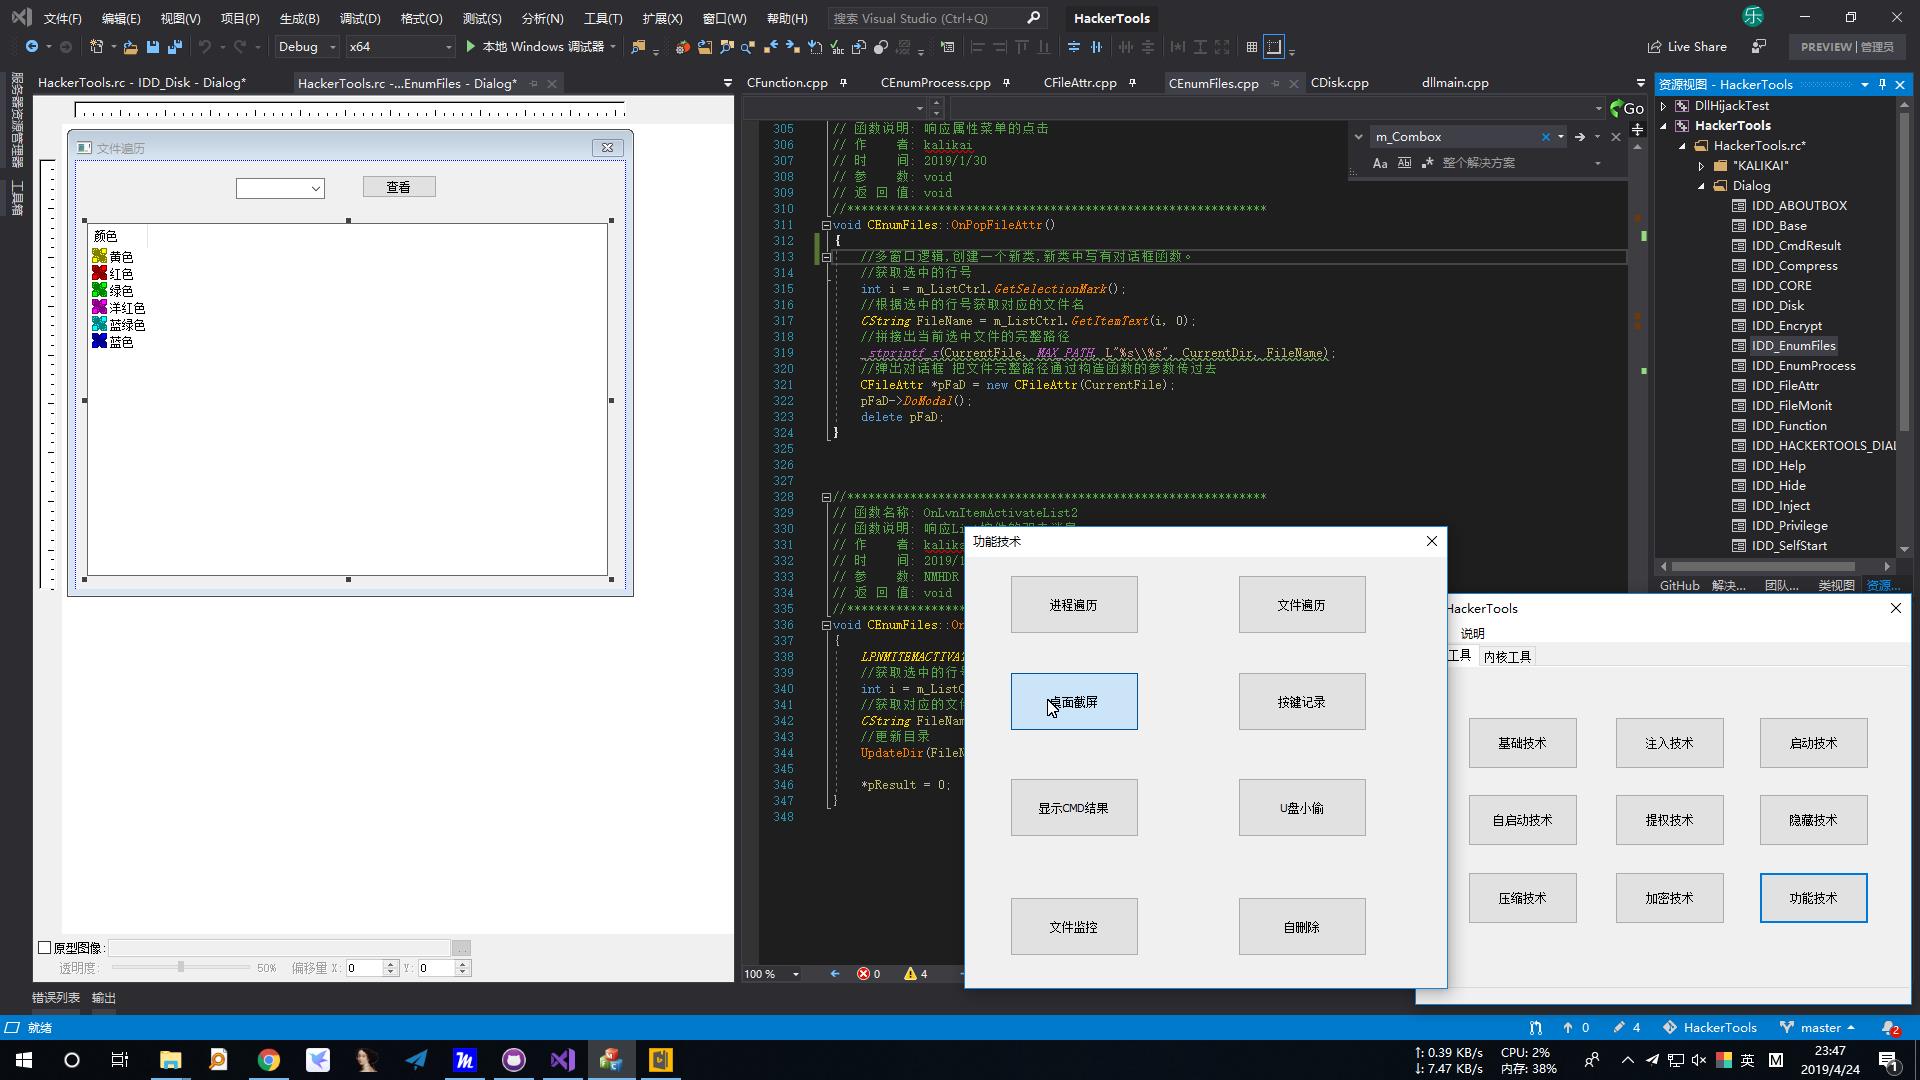 文件(F) 编辑(E) 视图(V) 项目(P) 生成(B) 调试(D) 格式(O) 测试(S) 分析(N) 工具(T) 扩展(X) 窗口(W) 帮助(H) 搜索 Visual Studio (Ctrl+Q) HackerTools 乐
Debug x64 本地 Windows 调试器 Live Share PREVIEW 管理员
服务器资源管理器
工具箱
HackerTools.rc - IDD_Disk - Dialog* HackerTools.rc -...EnumFiles - Dialog*
文件遍历
查看
颜色
黄色
红色
绿色
洋红色
蓝绿色
蓝色
原型图像:
透明度: 50% 偏移量 X: 0 Y: 0
CFunction.cpp CEnumProcess.cpp CFileAttr.cpp CEnumFiles.cpp CDisk.cpp dllmain.cpp
Go
m_Combox
Aa Ab 整个解决方案
305 // 函数说明: 响应属性菜单的点击
306 // 作 者: kalikai
307 // 时 间: 2019/1/30
308 // 参 数: void
309 // 返 回 值: void
310 //************************************************************
311 void CEnumFiles::OnPopFileAttr()
312 {
313 //多窗口逻辑,创建一个新类,新类中写有对话框函数。
314 //获取选中的行号
315 int i = m_ListCtrl.GetSelectionMark();
316 //根据选中的行号获取对应的文件名
317 CString FileName = m_ListCtrl.GetItemText(i, 0);
318 //拼接出当前选中文件的完整路径
319 _stprintf_s(CurrentFile, MAX_PATH, L"%s\\%s", CurrentDir, FileName);
320 //弹出对话框 把文件完整路径通过构造函数的参数传过去
321 CFileAttr *pFaD = new CFileAttr(CurrentFile);
322 pFaD->DoModal();
323 delete pFaD;
324 }
325
326
327
328 //************************************************************
329 // 函数名称: OnLvnItemActivateList2
330 // 函数说明: 响应
331 // 作 者: kalika
332 // 时 间: 2019/1
333 // 参 数: NMHDR
334 // 返 回 值: void
335 //*****************
336 void CEnumFiles::On
337 {
338 LPNMITEMACTIVA
339 //获取选中的行号
340 int i = m_ListC
341 //获取对应的文件
342 CString FileNam
343 //更新目录
344 UpdateDir(FileN
345
346 *pResult = 0;
347 }
348
100 % 0 4
功能技术
进程遍历 文件遍历
桌面截屏 按键记录
显示CMD结果 U盘小偷
文件监控 自删除
资源视图 - HackerTools
DllHijackTest
HackerTools
HackerTools.rc*
"KALIKAI"
Dialog
IDD_ABOUTBOX
IDD_Base
IDD_CmdResult
IDD_Compress
IDD_CORE
IDD_Disk
IDD_Encrypt
IDD_EnumFiles
IDD_EnumProcess
IDD_FileAttr
IDD_FileMonit
IDD_Function
IDD_HACKERTOOLS_DIAL
IDD_Help
IDD_Hide
IDD_Inject
IDD_Privilege
IDD_SelfStart
GitHub 解决... 团队... 类视图 资源...
HackerTools
说明
工具 内核工具
基础技术 注入技术 启动技术
自启动技术 提权技术 隐藏技术
压缩技术 加密技术 功能技术
错误列表 输出
就绪 0 4 HackerTools master 2
↑: 0.39 KB/s CPU: 2%
↓: 7.47 KB/s 内存: 38%
英 M
23:47
2019/4/24
1